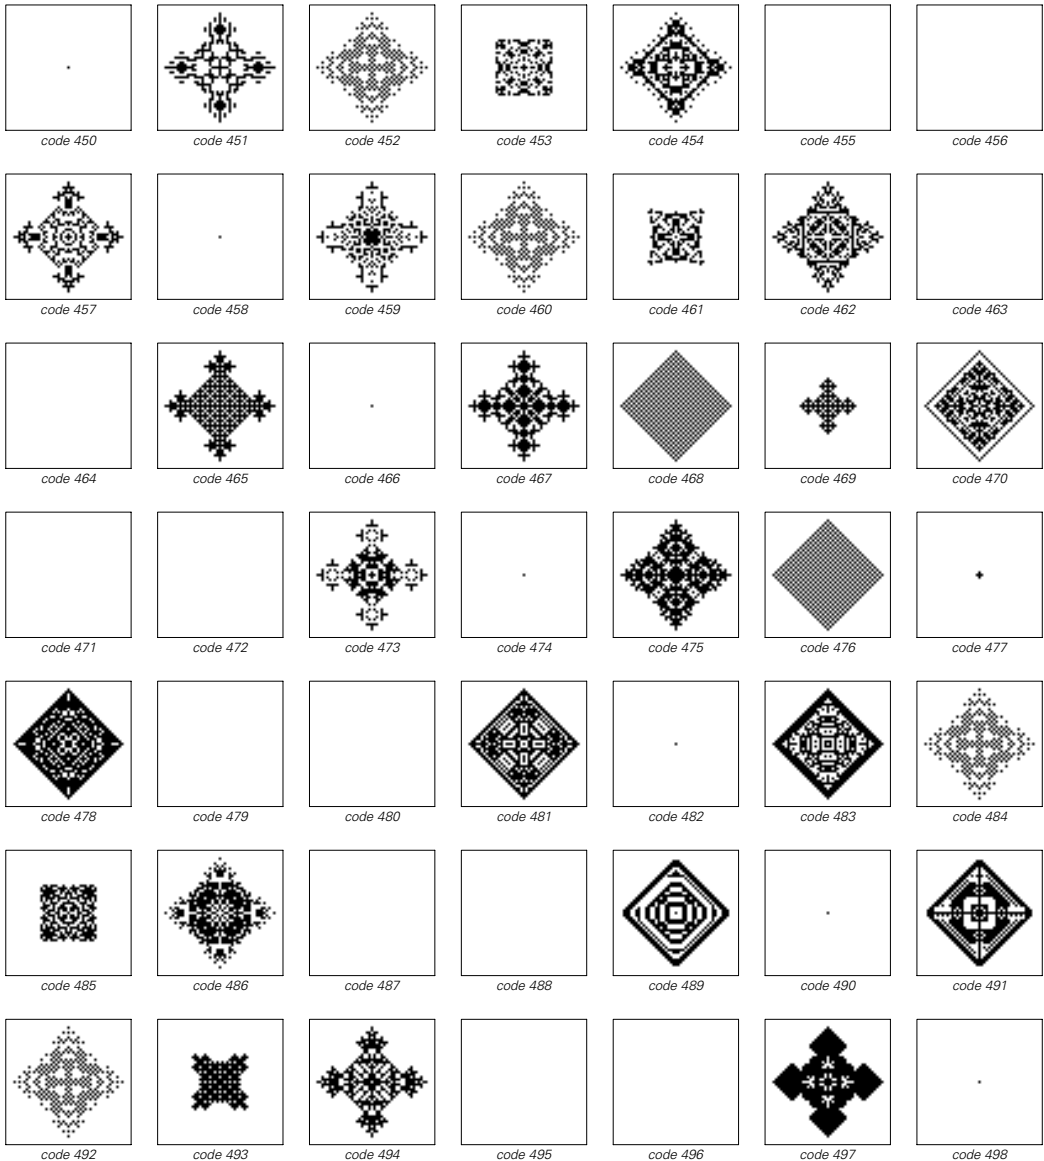 code 450 code 451 code 452 code 453 code 454 code 455 code 456
code 457 code 458 code 459 code 460 code 461 code 462 code 463
code 464 code 465 code 466 code 467 code 468 code 469 code 470
code 471 code 472 code 473 code 474 code 475 code 476 code 477
code 478 code 479 code 480 code 481 code 482 code 483 code 484
code 485 code 486 code 487 code 488 code 489 code 490 code 491
code 492 code 493 code 494 code 495 code 496 code 497 code 498